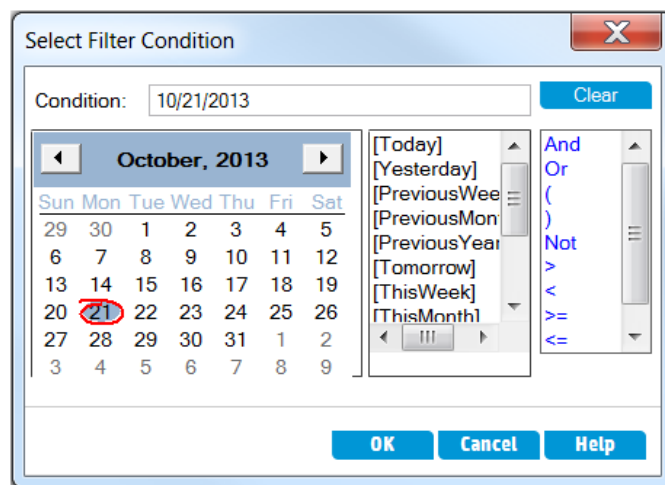 Select Filter Condition
Condition: 10/21/2013 Clear
October, 2013
Sun Mon Tue Wed Thu Fri Sat
29 30 1 2 3 4 5
6 7 8 9 10 11 12
13 14 15 16 17 18 19
20 21 22 23 24 25 26
27 28 29 30 31 1 2
3 4 5 6 7 8 9
[Today]
[Yesterday]
[PreviousWee
[PreviousMon
[PreviousYear
[Tomorrow]
[ThisWeek]
[ThisMonth]
And
Or
(
)
Not
>
<
>=
<=
OK Cancel Help